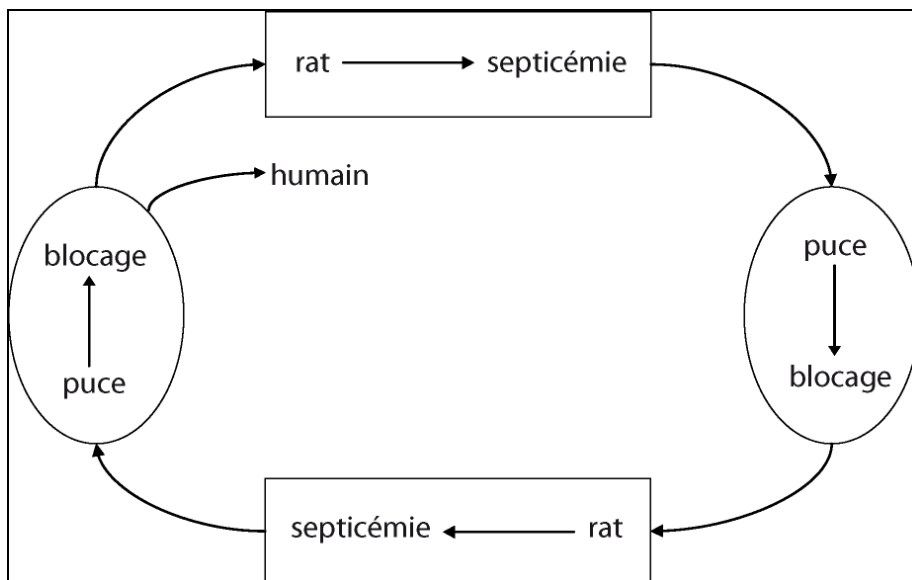 rat septicémie
humain
blocage
puce
puce
blocage
septicémie rat